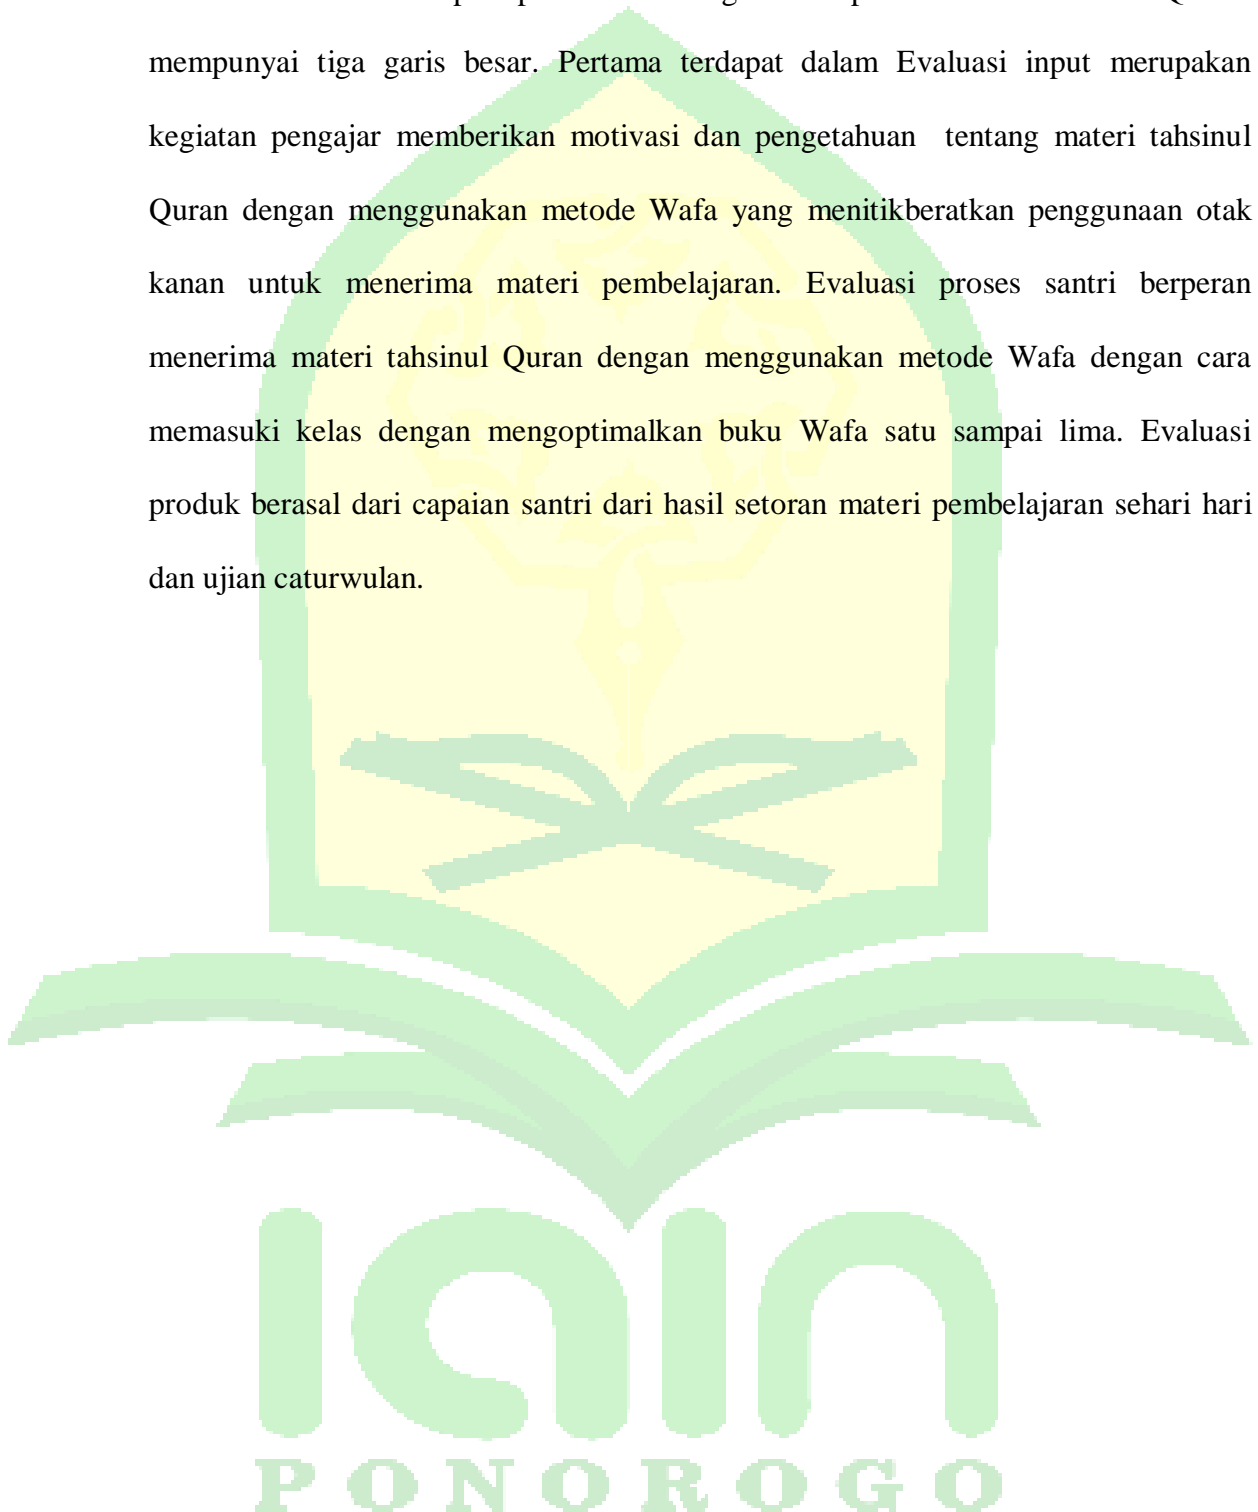 mempunyai tiga garis besar. Pertama terdapat dalam Evaluasi input merupakan
kegiatan pengajar memberikan motivasi dan pengetahuan tentang materi tahsinul
Quran dengan menggunakan metode Wafa yang menitikberatkan penggunaan otak
kanan untuk menerima materi pembelajaran. Evaluasi proses santri berperan
menerima materi tahsinul Quran dengan menggunakan metode Wafa dengan cara
memasuki kelas dengan mengoptimalkan buku Wafa satu sampai lima. Evaluasi
produk berasal dari capaian santri dari hasil setoran materi pembelajaran sehari hari
dan ujian caturwulan.
iain
PONOROGO